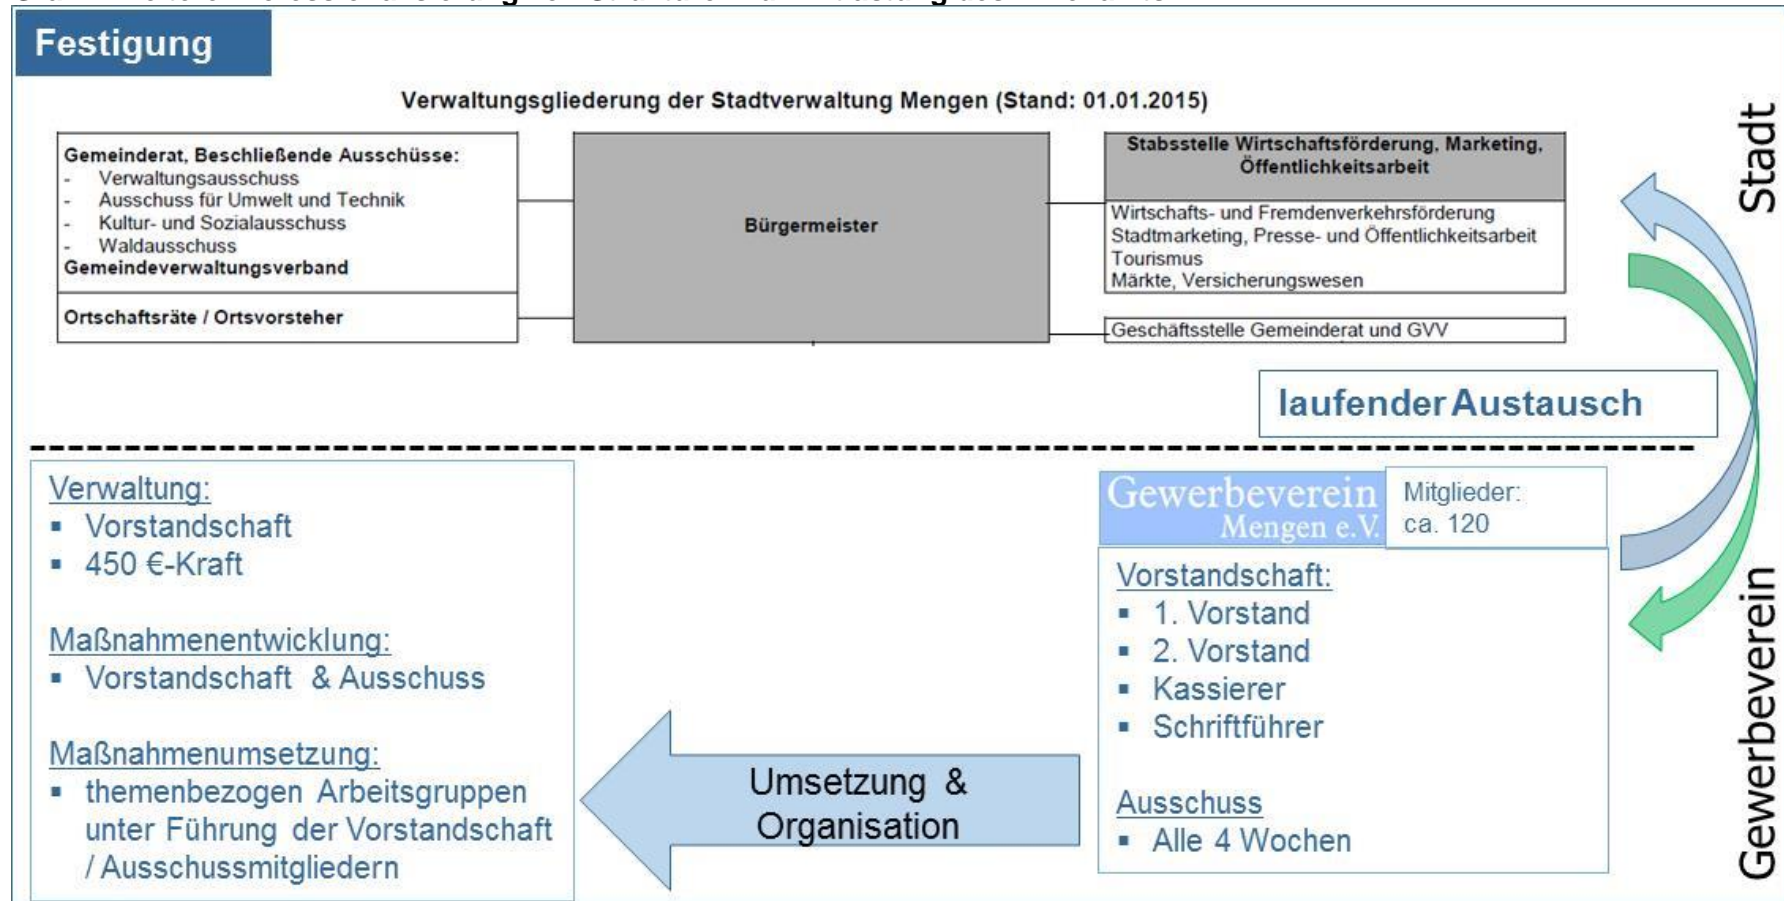 Festigung
Verwaltungsgliederung der Stadtverwaltung Mengen (Stand: 01.01.2015)
Gemeinderat, Beschließende Ausschüsse:
- Verwaltungsausschuss
- Ausschuss für Umwelt und Technik
- Kultur- und Sozialausschuss
- Waldausschuss
Gemeindeverwaltungsverband
Ortschaftsräte / Ortsvorsteher
Bürgermeister
Stabsstelle Wirtschaftsförderung, Marketing,
Öffentlichkeitsarbeit
Wirtschafts- und Fremdenverkehrsförderung
Stadtmarketing, Presse- und Öffentlichkeitsarbeit
Tourismus
Märkte, Versicherungswesen
Geschäftsstelle Gemeinderat und GVV
Stadt
laufender Austausch
Verwaltung:
▪ Vorstandschaft
▪ 450 €-Kraft
Maßnahmenentwicklung:
▪ Vorstandschaft & Ausschuss
Maßnahmenumsetzung:
▪ themenbezogen Arbeitsgruppen
unter Führung der Vorstandschaft
/ Ausschussmitgliedern
Umsetzung &
Organisation
Gewerbeverein
Mengen e.V.
Mitglieder:
ca. 120
Vorstandschaft:
▪ 1. Vorstand
▪ 2. Vorstand
▪ Kassierer
▪ Schriftführer
Ausschuss
▪ Alle 4 Wochen
Gewerbeverein